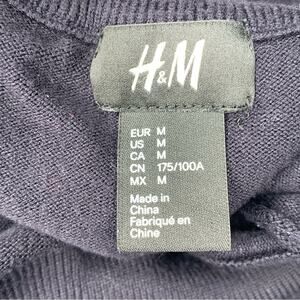 H&M
EUR M
US M
CA M
CN 175/100A
MX M
Made in
China
Fabriqué en
Chine